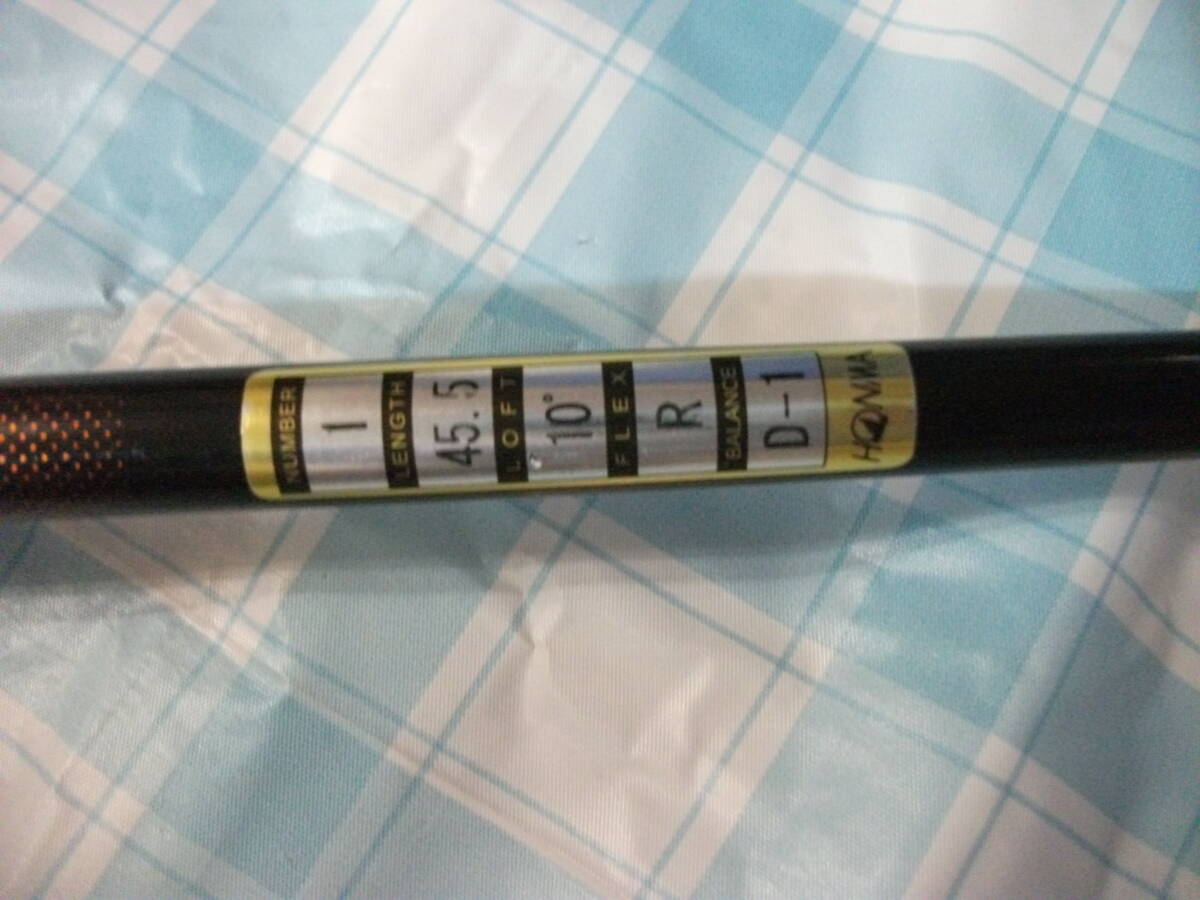 NUMBER
1
LENGTH
45.5
LOFT
10°
FLEX
R
BALANCE
D-1
HONMA